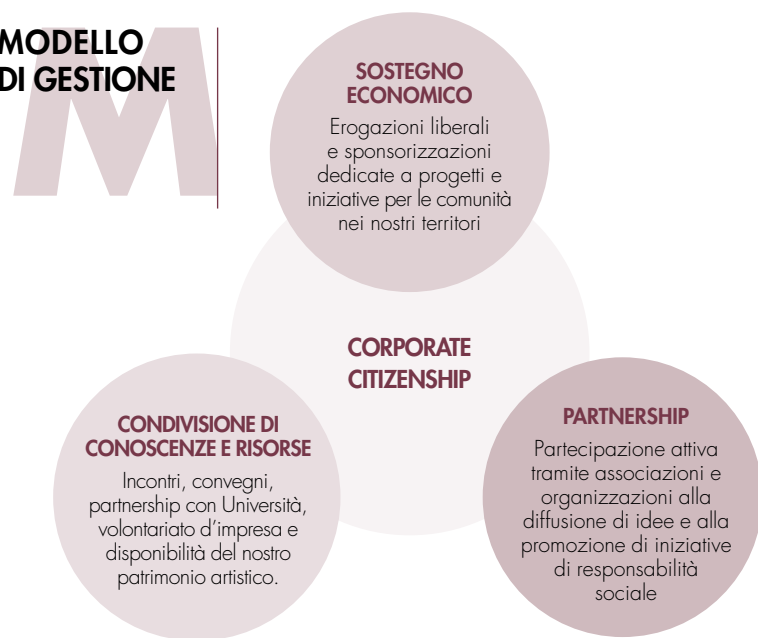 M
MODELLO
DI GESTIONE
SOSTEGNO
ECONOMICO
Erogazioni liberali
e sponsorizzazioni
dedicate a progetti e
iniziative per le comunità
nei nostri territori
CORPORATE
CITIZENSHIP
CONDIVISIONE DI
CONOSCENZE E RISORSE
Incontri, convegni,
partnership con Università,
volontariato d’impresa e
disponibilità del nostro
patrimonio artistico.
PARTNERSHIP
Partecipazione attiva
tramite associazioni e
organizzazioni alla
diffusione di idee e alla
promozione di iniziative
di responsabilità
sociale